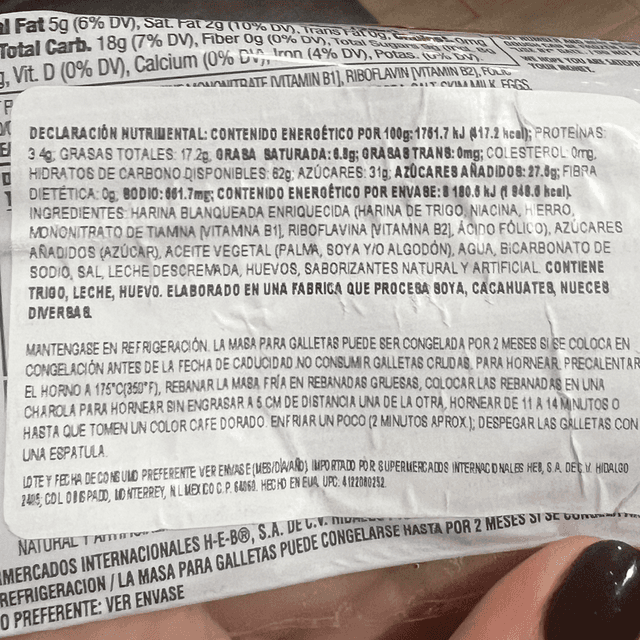 al Fat 5g (6% DV), Sat. Fat 2g (10% DV), Trans Fat 0g,
Total Carb. 18g (7% DV), Fiber 0g (0% DV), Total Sugars
g, Vit. D (0% DV), Calcium (0% DV), Iron (4% DV), Potas. (0% DV).
MONONITRATE [VITAMIN B1], RIBOFLAVIN [VITAMIN B2], FOLIC
SALT, SKIM MILK, EGGS,
DECLARACIÓN NUTRIMENTAL: CONTENIDO ENERGÉTICO POR 100g: 1761.7 kJ (417.2 kcal); PROTEÍNAS:
3.4g; GRASAS TOTALES: 17.2g, GRASA SATURADA: 6.8g; GRASAS TRANS: 0mg; COLESTEROL: 0mg,
HIDRATOS DE CARBONO DISPONIBLES: 62g, AZÚCARES: 31g; AZÚCARES AÑADIDOS: 27.6g; FIBRA
DIETÉTICA: 0g, SODIO: 661.7mg; CONTENIDO ENERGÉTICO POR ENVASE: 8 180.5 kJ (1 948.6 kcal).
INGREDIENTES: HARINA BLANQUEADA ENRIQUECIDA (HARINA DE TRIGO, NIACINA, HIERRO,
MONONITRATO DE TIAMNA [VITAMNA B1], RIBOFLAVINA [VITAMNA B2], ÁCIDO FÓLICO), AZÚCARES
AÑADIDOS (AZÚCAR), ACEITE VEGETAL (PALMA, SOYA Y/O ALGODÓN), AGUA, BICARBONATO DE
SODIO, SAL, LECHE DESCREMADA, HUEVOS, SABORIZANTES NATURAL Y ARTIFICIAL. CONTIENE
TRIGO, LECHE, HUEVO. ELABORADO EN UNA FABRICA QUE PROCESA SOYA, CACAHUATES, NUECES
DIVERSAS.
MANTENGASE EN REFRIGERACIÓN. LA MASA PARA GALLETAS PUEDE SER CONGELADA POR 2 MESES SI SE COLOCA EN
CONGELACIÓN ANTES DE LA FECHA DE CADUCIDAD. NO CONSUMIR GALLETAS CRUDAS. PARA HORNEAR: PRECALENTAR
EL HORNO A 175°C(350°F), REBANAR LA MASA FRÍA EN REBANADAS GRUESAS, COLOCAR LAS REBANADAS EN UNA
CHAROLA PARA HORNEAR SIN ENGRASAR A 5 CM DE DISTANCIA UNA DE LA OTRA, HORNEAR DE 11 A 14 MINUTOS O
HASTA QUE TOMEN UN COLOR CAFE DORADO. ENFRIAR UN POCO (2 MINUTOS APROX.); DESPEGAR LAS GALLETAS CON
UNA ESPATULA.
LOTE Y FECHA DE CONSUMO PREFERENTE VER ENVASE (MES/DÍA/AÑO). IMPORTADO POR SUPERMERCADOS INTERNACIONALES HEB, S.A. DE C.V. HIDALGO
2405, COL. OBISPADO, MONTERREY, N.L. MEXICO C.P. 64060. HECHO EN EUA. UPC: 4122080252
NATURAL Y
MERCADOS INTERNACIONALES H-E-B®, S.A. DE C.V. HIDALGO
REFRIGERACION / LA MASA PARA GALLETAS PUEDE CONGELARSE HASTA POR 2 MESES SI SE
O PREFERENTE: VER ENVASE